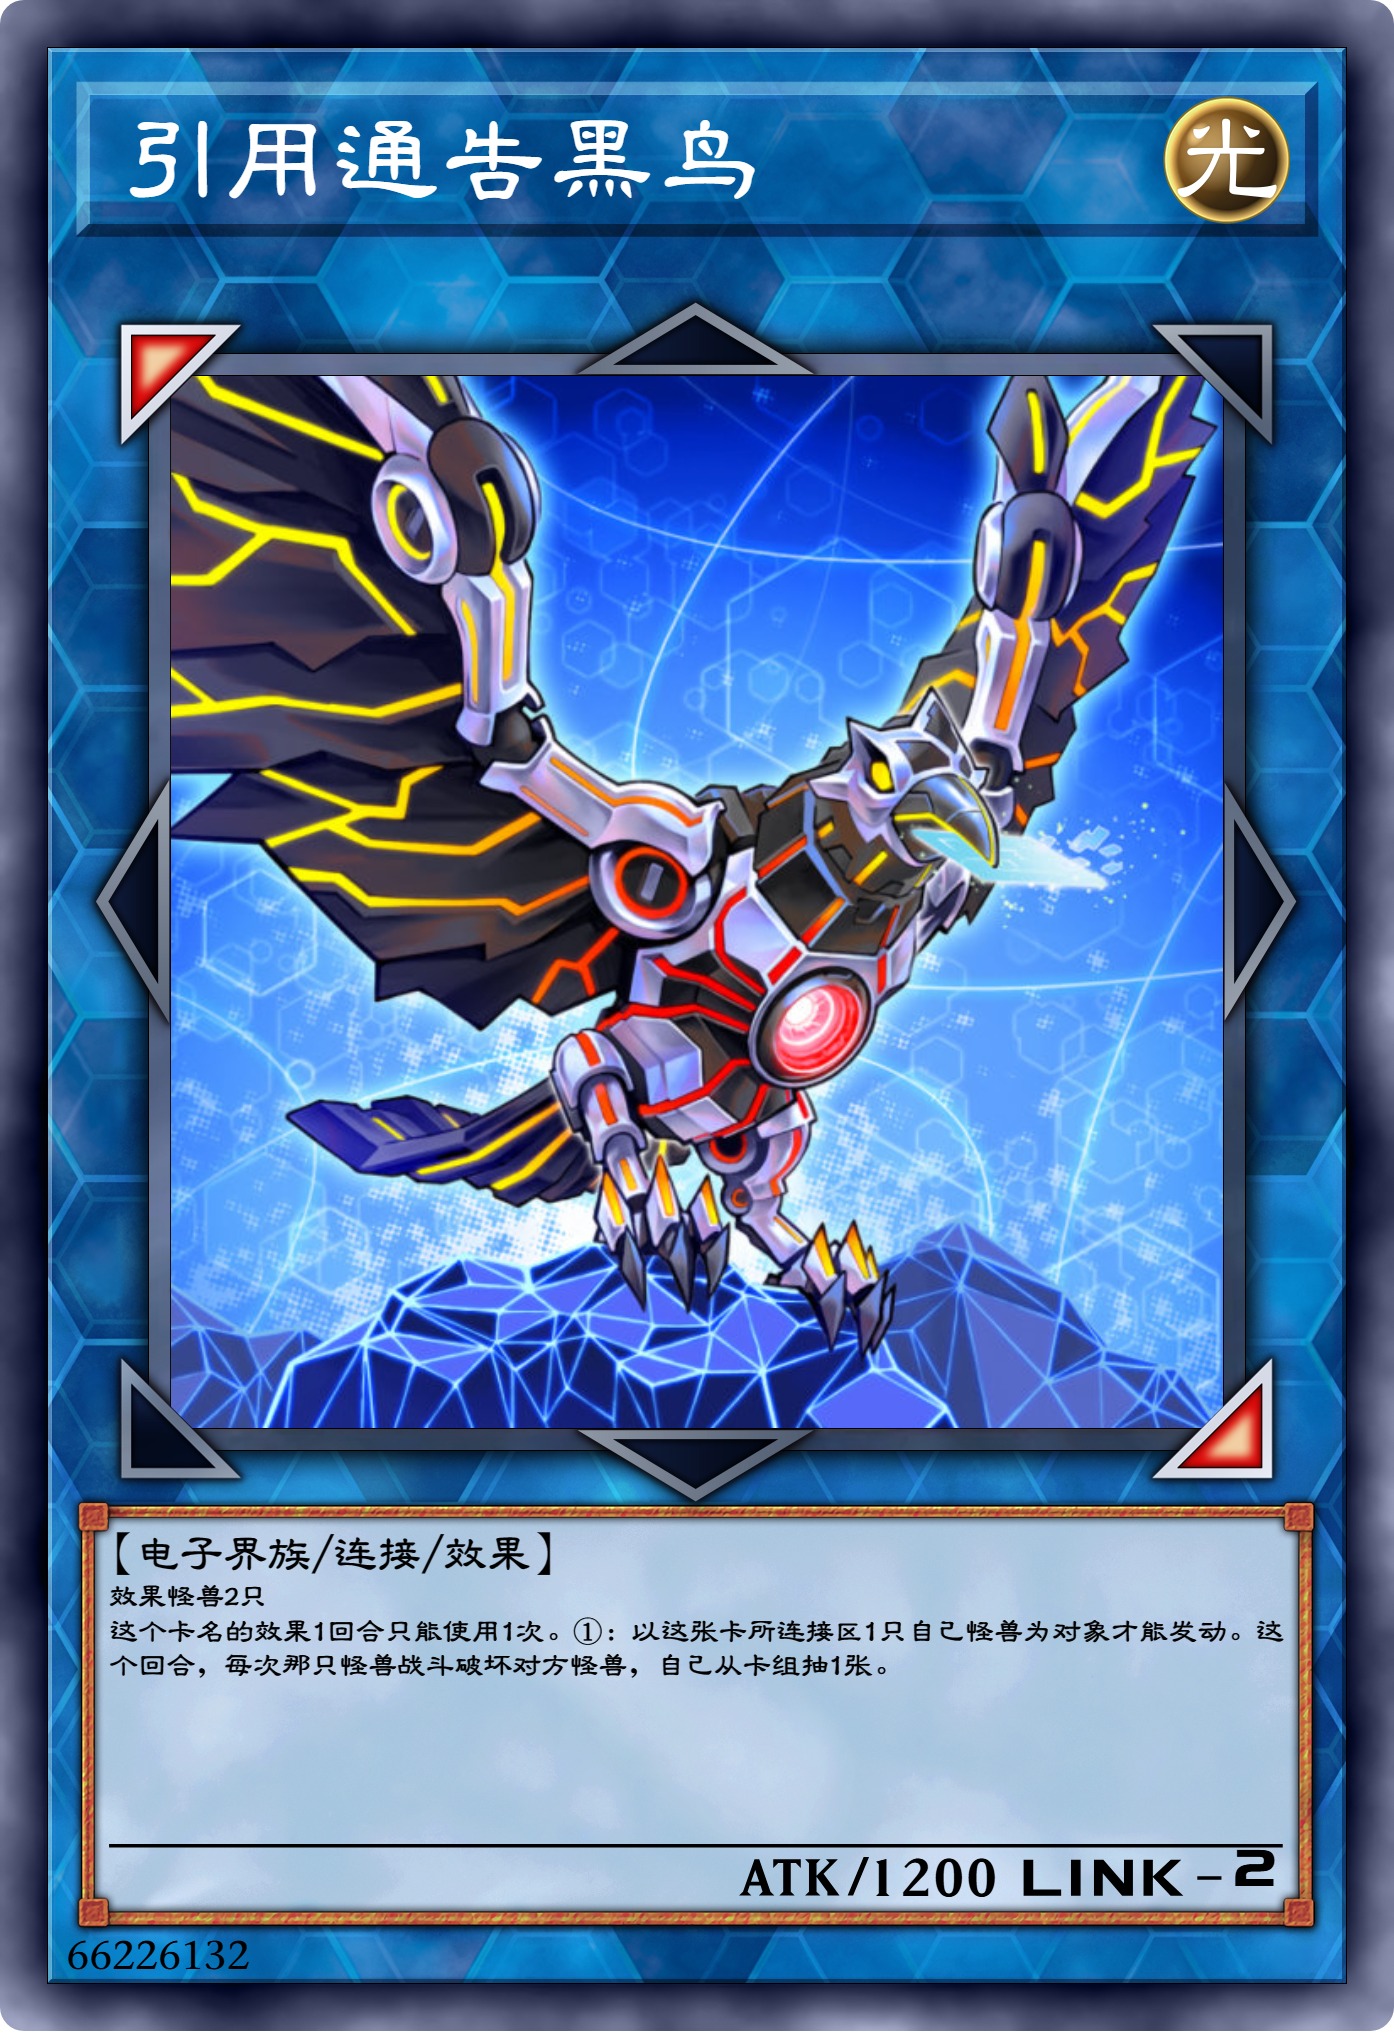 引用通告黑鸟
光
【电子界族/连接/效果】
效果怪兽2只
这个卡名的效果1回合只能使用1次。①：以这张卡所连接区1只自己怪兽为对象才能发动。这
个回合，每次那只怪兽战斗破坏对方怪兽，自己从卡组抽1张。
ATK/1200 LINK-2
66226132